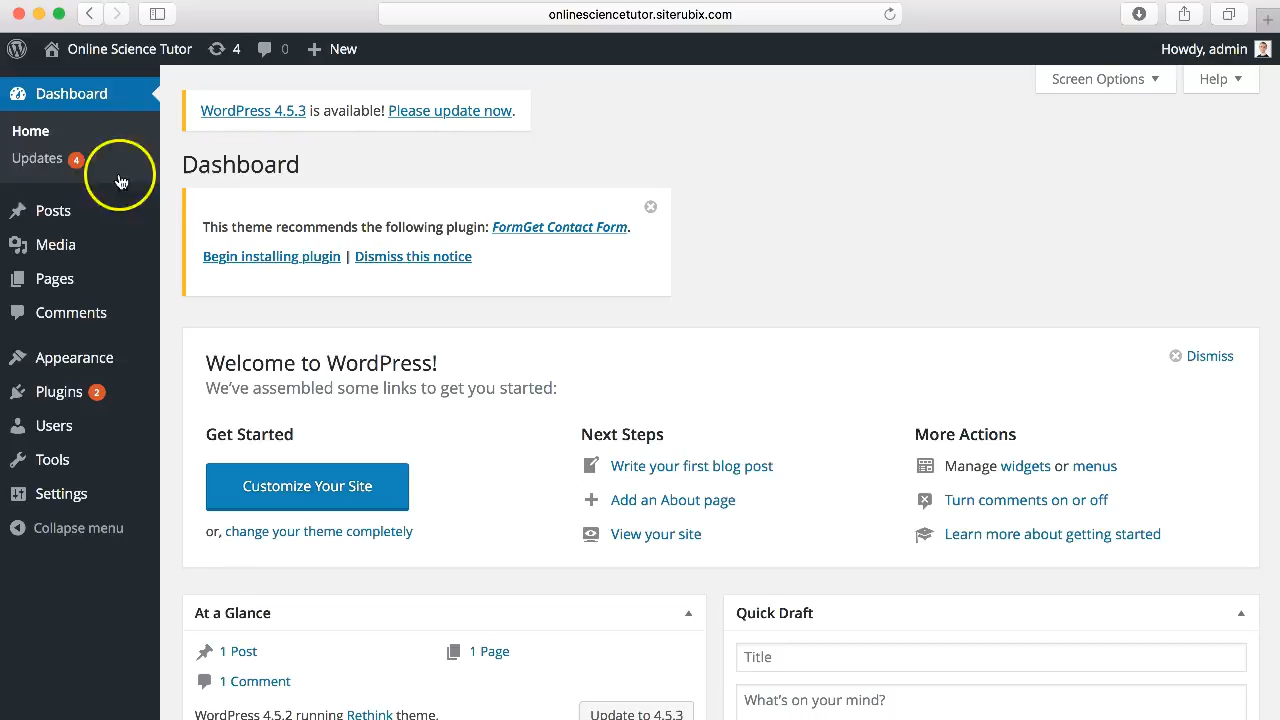 onlinesciencetutor.siterubix.com
Online Science Tutor 4 0 New
Howdy, admin
Dashboard
Home
Updates 4
Posts
Media
Pages
Comments
Appearance
Plugins 2
Users
Tools
Settings
Collapse menu
Screen Options
Help
WordPress 4.5.3 is available! Please update now.
Dashboard
This theme recommends the following plugin: FormGet Contact Form.
Begin installing plugin | Dismiss this notice
Welcome to WordPress!
Dismiss
We've assembled some links to get you started:
Get Started
Customize Your Site
or, change your theme completely
Next Steps
Write your first blog post
Add an About page
View your site
More Actions
Manage widgets or menus
Turn comments on or off
Learn more about getting started
At a Glance
1 Post
1 Page
1 Comment
WordPress 4.5.2 running Rethink theme.
Update to 4.5.3
Quick Draft
Title
What's on your mind?